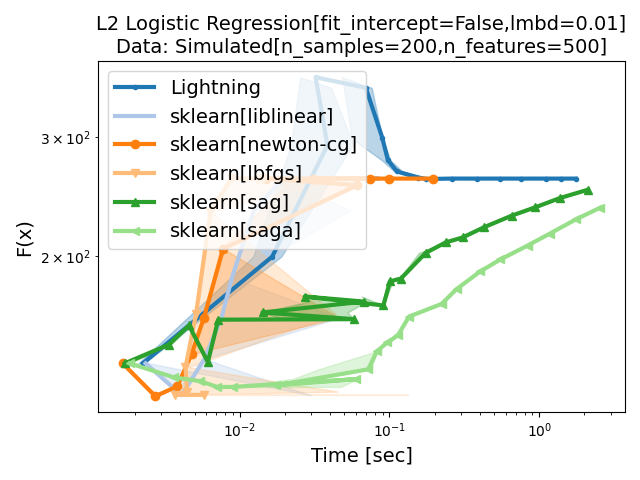 L2 Logistic Regression[fit_intercept=False,lmbd=0.01]
Data: Simulated[n_samples=200,n_features=500]
Lightning
sklearn[liblinear]
sklearn[newton-cg]
sklearn[lbfgs]
sklearn[sag]
sklearn[saga]
F(x)
3 × 10²
2 × 10²
10⁻² 10⁻¹ 10⁰
Time [sec]